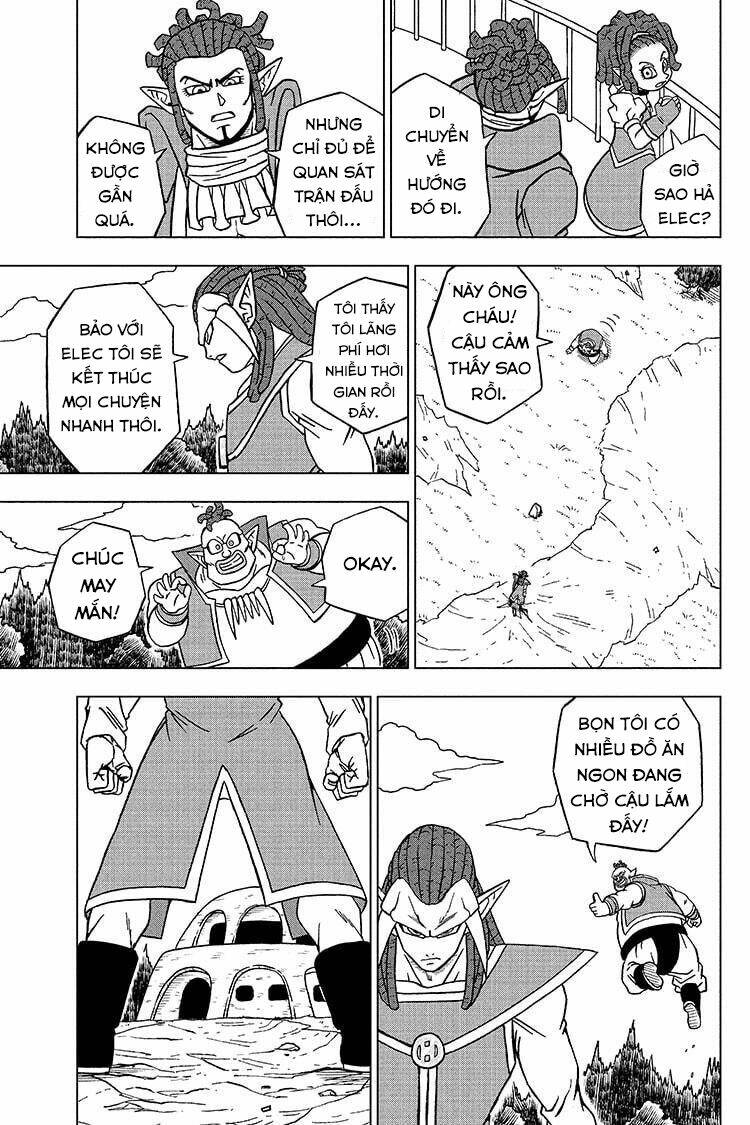 GIỜ
SAO HẢ
ELEC?
DI
CHUYỂN
VỀ
HƯỚNG
ĐÓ ĐI.
NHƯNG
CHỈ ĐỦ ĐỂ
QUAN SÁT
TRẬN ĐẤU
THÔI...
KHÔNG
ĐƯỢC
GẦN
QUÁ.
NÀY ÔNG
CHÁU!
CẬU CẢM
THẤY SAO
RỒI.
TÔI THẤY
TÔI LÃNG
PHÍ HƠI
NHIỀU THỜI
GIAN RỒI
ĐẤY.
BẢO VỚI
ELEC TÔI SẼ
KẾT THÚC
MỌI CHUYỆN
NHANH THÔI.
OKAY.
CHÚC
MAY
MẮN!
BỌN TÔI CÓ
NHIỀU ĐỒ ĂN
NGON ĐANG
CHỜ CẬU LẮM
ĐẤY!